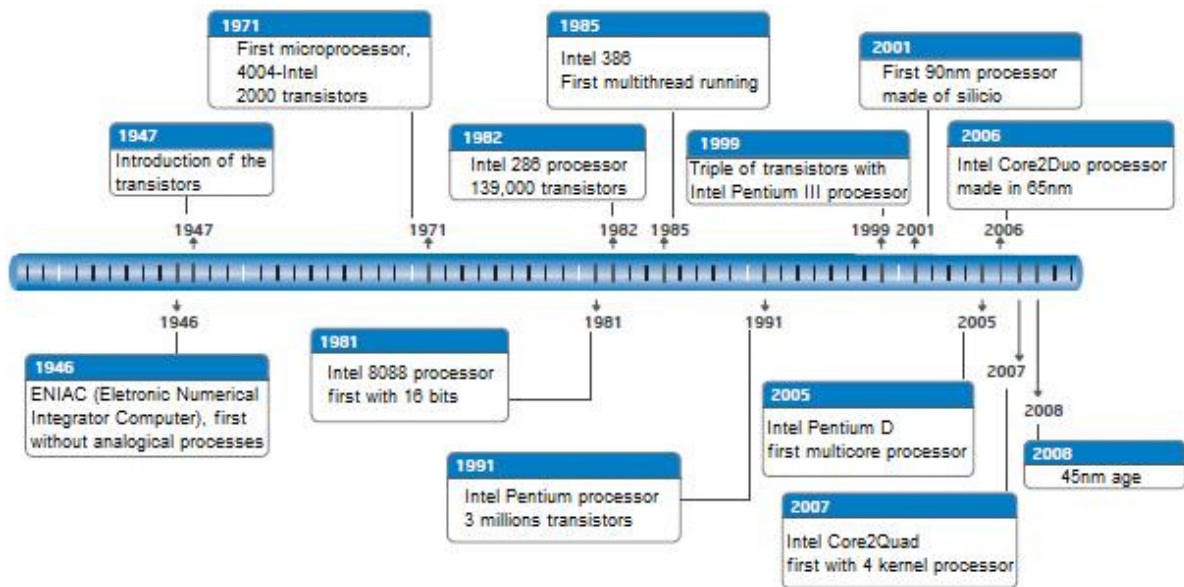 1971
First microprocessor,
4004-Intel
2000 transistors
1985
Intel 386
First multithread running
2001
First 90nm processor
made of silicio
1947
Introduction of the
transistors
1982
Intel 286 processor
139,000 transistors
1999
Triple of transistors with
Intel Pentium III processor
2006
Intel Core2Duo processor
made in 65nm
1947
1971
1982
1985
1999
2001
2006
1946
1981
1991
2005
2007
2008
1946
ENIAC (Eletronic Numerical
Integrator Computer), first
without analogical processes
1981
Intel 8088 processor
first with 16 bits
1991
Intel Pentium processor
3 millions transistors
2005
Intel Pentium D
first multicore processor
2008
45nm age
2007
Intel Core2Quad
first with 4 kernel processor